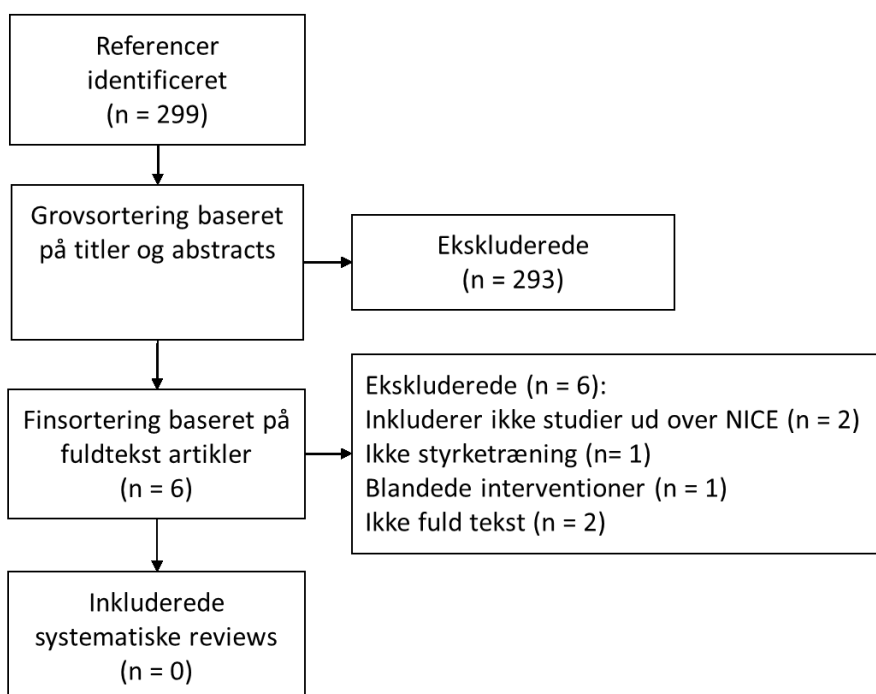 Referencer
identificeret
(n = 299)
Grovsortering baseret
på titler og abstracts
Ekskluderede
(n = 293)
Finsortering baseret på
fuldtekst artikler
(n = 6)
Ekskluderede (n = 6):
Inkluderer ikke studier ud over NICE (n = 2)
Ikke styrketræning (n= 1)
Blandede interventioner (n = 1)
Ikke fuld tekst (n = 2)
Inkluderede
systematiske reviews
(n = 0)